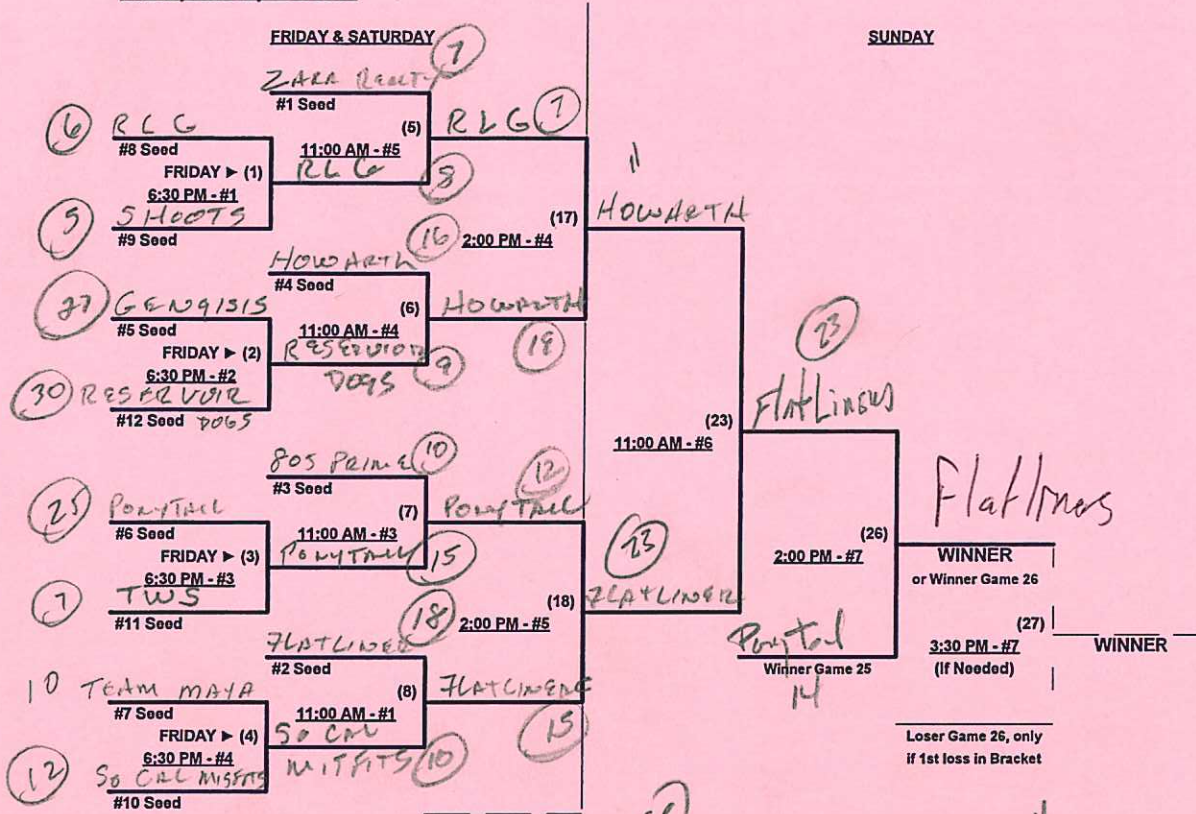 FRIDAY & SATURDAY
SUNDAY
ZARR REALTY 7
#1 Seed
6 RLG
#8 Seed
(5)
RLG 7
11:00 AM - #5
FRIDAY ► (1)
RLG 8
6:30 PM - #1
5 SHOOTS
#9 Seed
11
(17)
HOWARTH
16
2:00 PM - #4
HOWARTH
#4 Seed
27 GENQISIS
#5 Seed
(6)
HOWARTH
11:00 AM - #4
FRIDAY ► (2)
RESERVIOR
DOGS 9
6:30 PM - #2
30 RESERVOIR
#12 Seed DOGS
23
FlatLiners
(23)
11:00 AM - #6
805 PRIME 10
#3 Seed
12
25 PONYTAIL
#6 Seed
(7)
PONYTAIL
11:00 AM - #3
FRIDAY ► (3)
PONYTAIL 15
6:30 PM - #3
7 TWS
#11 Seed
23
Flatliners
(26)
2:00 PM - #7
WINNER
or Winner Game 26
(18)
FLATLINER
18
2:00 PM - #5
FLATLINER
#2 Seed
Ponytail
Winner Game 25
14
(27)
3:30 PM - #7
(If Needed)
WINNER
10 TEAM MAYA
#7 Seed
(8)
FLATLINERS
15
11:00 AM - #1
FRIDAY ► (4)
SO CAL
MITFITS 10
6:30 PM - #4
12 SO CAL MISFITS
#10 Seed
Loser Game 26, only
if 1st loss in Bracket